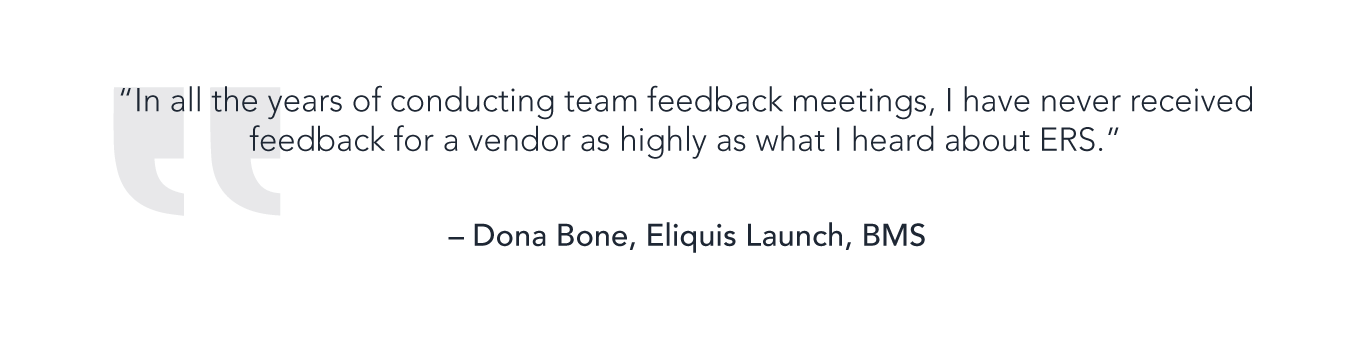 “In all the years of conducting team feedback meetings, I have never received
feedback for a vendor as highly as what I heard about ERS.”
– Dona Bone, Eliquis Launch, BMS